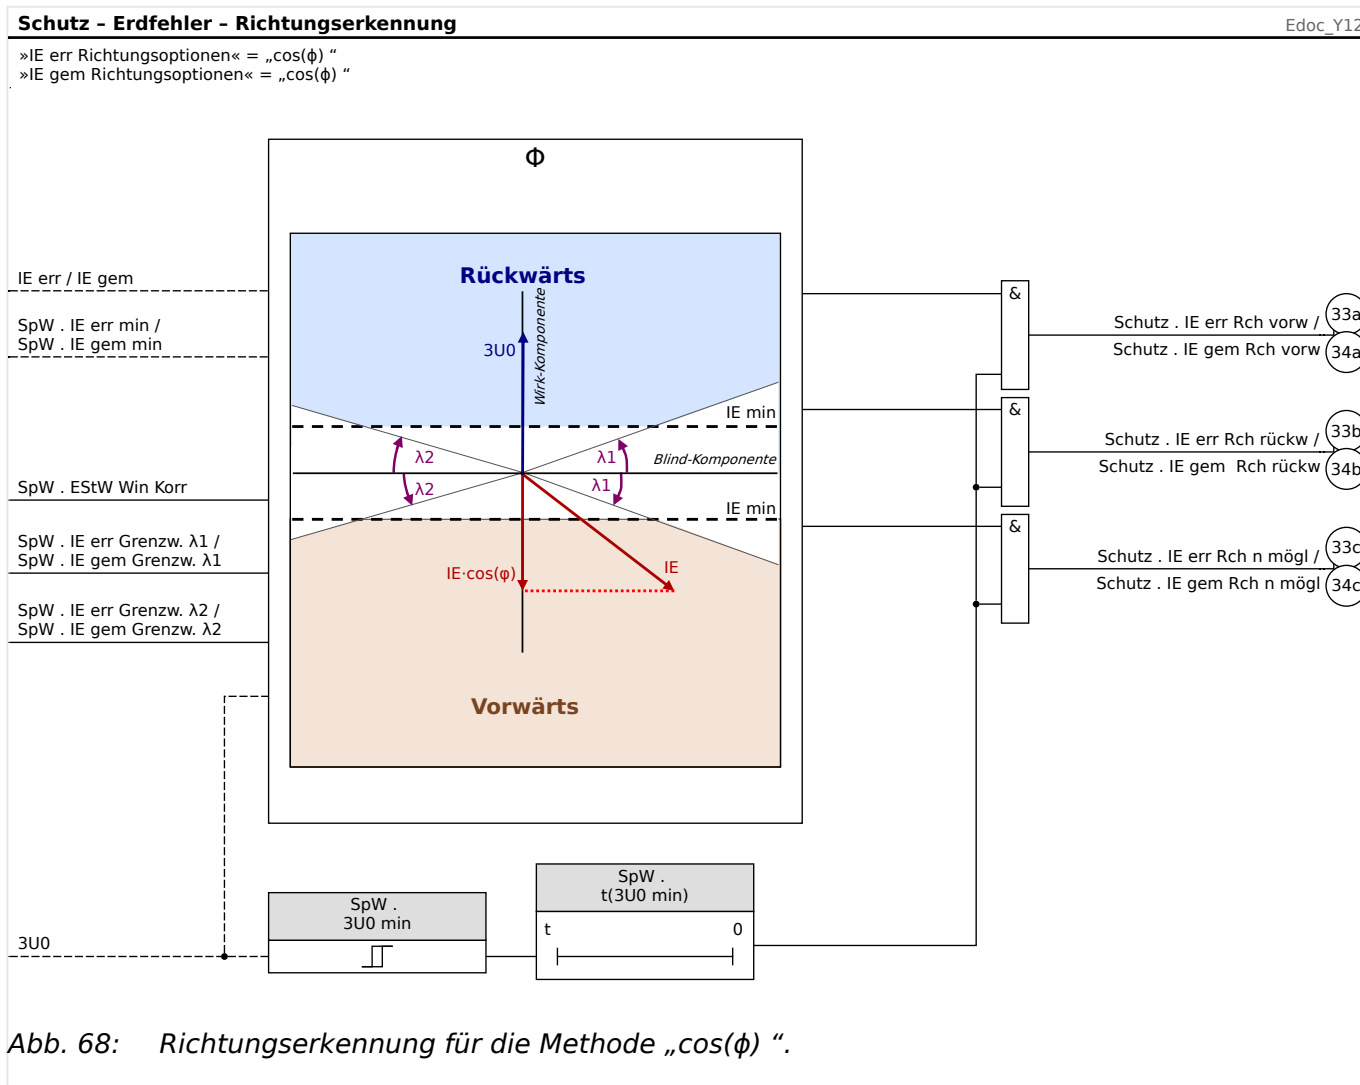 Schutz – Erdfehler – Richtungserkennung
Edoc_Y12
»IE err Richtungsoptionen« = „cos(ϕ) “
»IE gem Richtungsoptionen« = „cos(ϕ) “
Φ
Rückwärts
Wirk-Komponente
3U0
IE min
λ2
λ1
Blind-Komponente
λ2
λ1
IE min
IE·cos(φ)
IE
Vorwärts
IE err / IE gem
SpW . IE err min /
SpW . IE gem min
SpW . EStW Win Korr
SpW . IE err Grenzw. λ1 /
SpW . IE gem Grenzw. λ1
SpW . IE err Grenzw. λ2 /
SpW . IE gem Grenzw. λ2
3U0
SpW .
3U0 min
SpW .
t(3U0 min)
t 0
&
Schutz . IE err Rch vorw /
33a
Schutz . IE gem Rch vorw
34a
&
Schutz . IE err Rch rückw /
33b
Schutz . IE gem  Rch rückw
34b
&
Schutz . IE err Rch n mögl /
33c
Schutz . IE gem Rch n mögl
34c
Abb. 68: Richtungserkennung für die Methode „cos(ϕ) “.